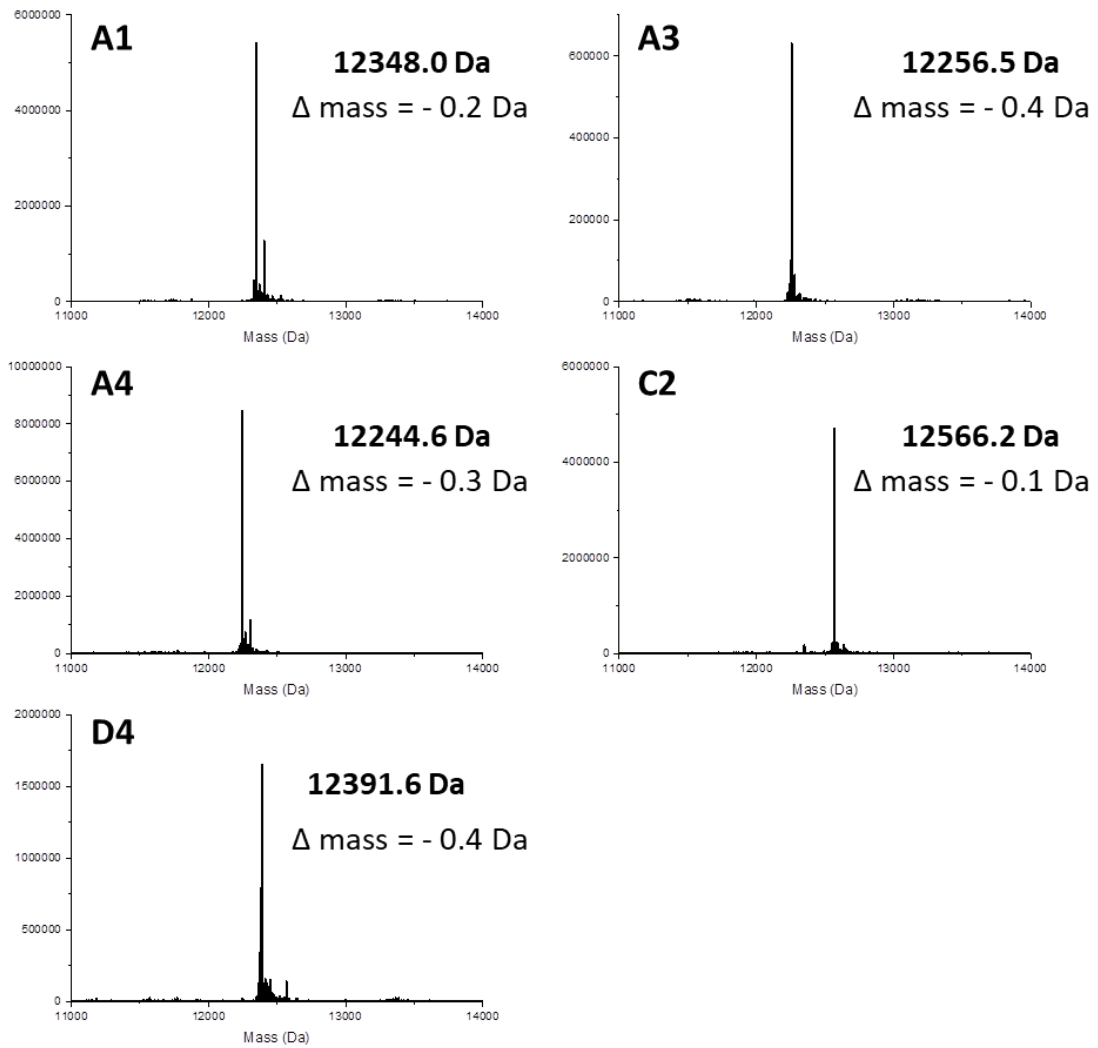 A1
12348.0 Da
Δ mass = - 0.2 Da
6000000
4000000
2000000
0
11000 12000 13000 14000
Mass (Da)
A3
12256.5 Da
Δ mass = - 0.4 Da
600000
400000
200000
0
11000 12000 13000 14000
Mass (Da)
A4
12244.6 Da
Δ mass = - 0.3 Da
10000000
8000000
6000000
4000000
2000000
0
11000 12000 13000 14000
Mass (Da)
C2
12566.2 Da
Δ mass = - 0.1 Da
6000000
4000000
2000000
0
11000 12000 13000 14000
Mass (Da)
D4
12391.6 Da
Δ mass = - 0.4 Da
2000000
1500000
1000000
500000
0
11000 12000 13000 14000
Mass (Da)